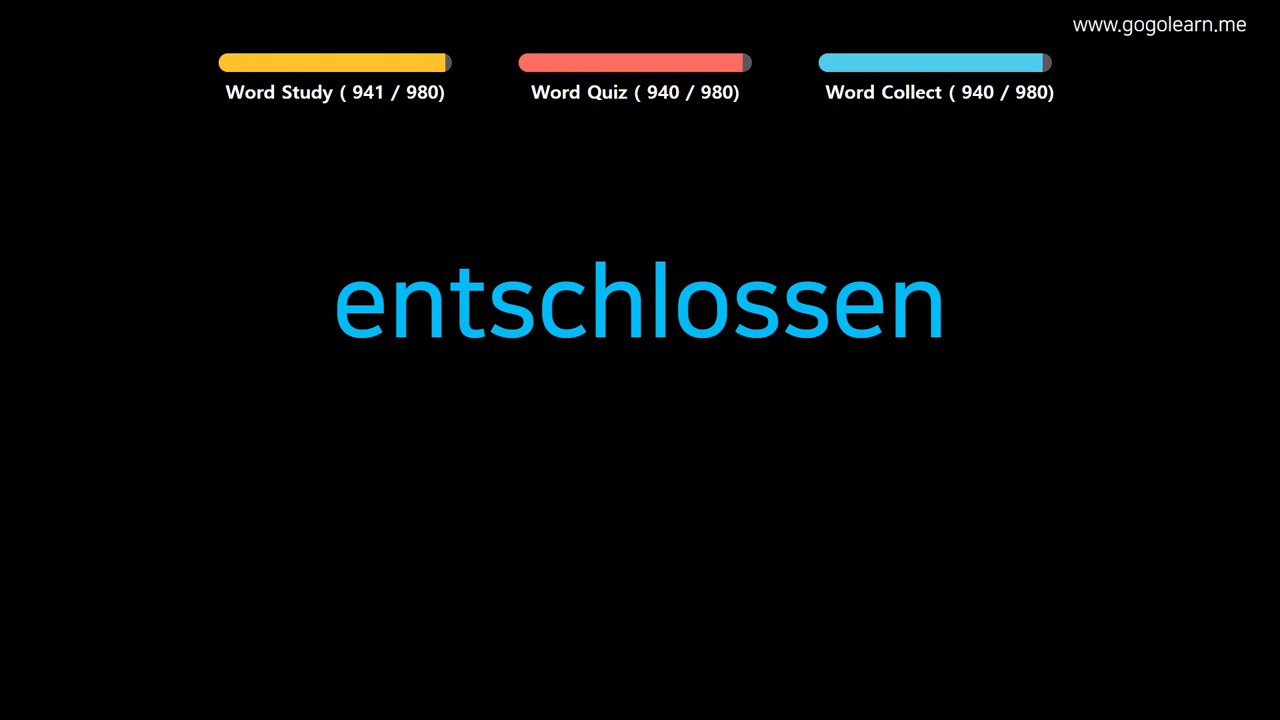 www.gogolearn.me
Word Study ( 941 / 980)
Word Quiz ( 940 / 980)
Word Collect ( 940 / 980)
entschlossen